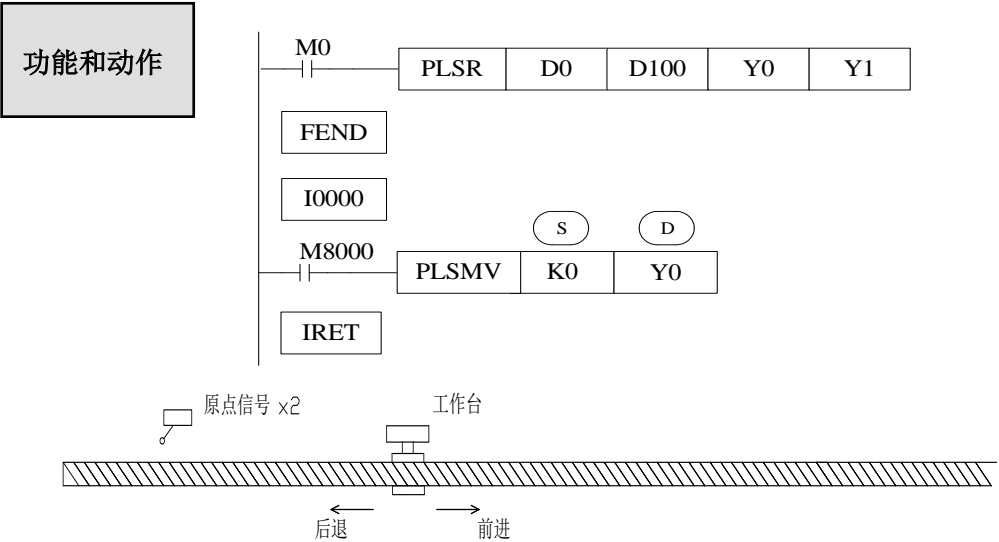 功能和动作
M0
PLSR D0 D100 Y0 Y1
FEND
I0000
S D
M8000
PLSMV K0 Y0
IRET
原点信号 x2
工作台
后退 前进